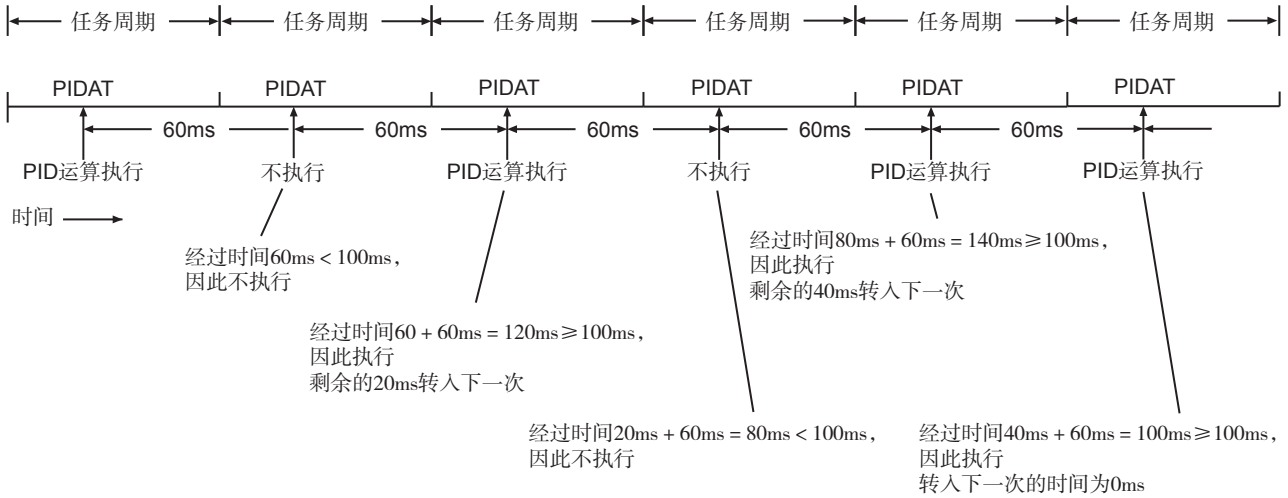 任务周期 任务周期 任务周期 任务周期 任务周期 任务周期
PIDAT PIDAT PIDAT PIDAT PIDAT PIDAT
60ms 60ms 60ms 60ms 60ms
PID运算执行 不执行 PID运算执行 不执行 PID运算执行 PID运算执行
时间
经过时间60ms < 100ms，
因此不执行
经过时间80ms + 60ms = 140ms≥100ms，
因此执行
剩余的40ms转入下一次
经过时间60 + 60ms = 120ms≥100ms，
因此执行
剩余的20ms转入下一次
经过时间20ms + 60ms = 80ms < 100ms，
因此不执行
经过时间40ms + 60ms = 100ms≥100ms，
因此执行
转入下一次的时间为0ms